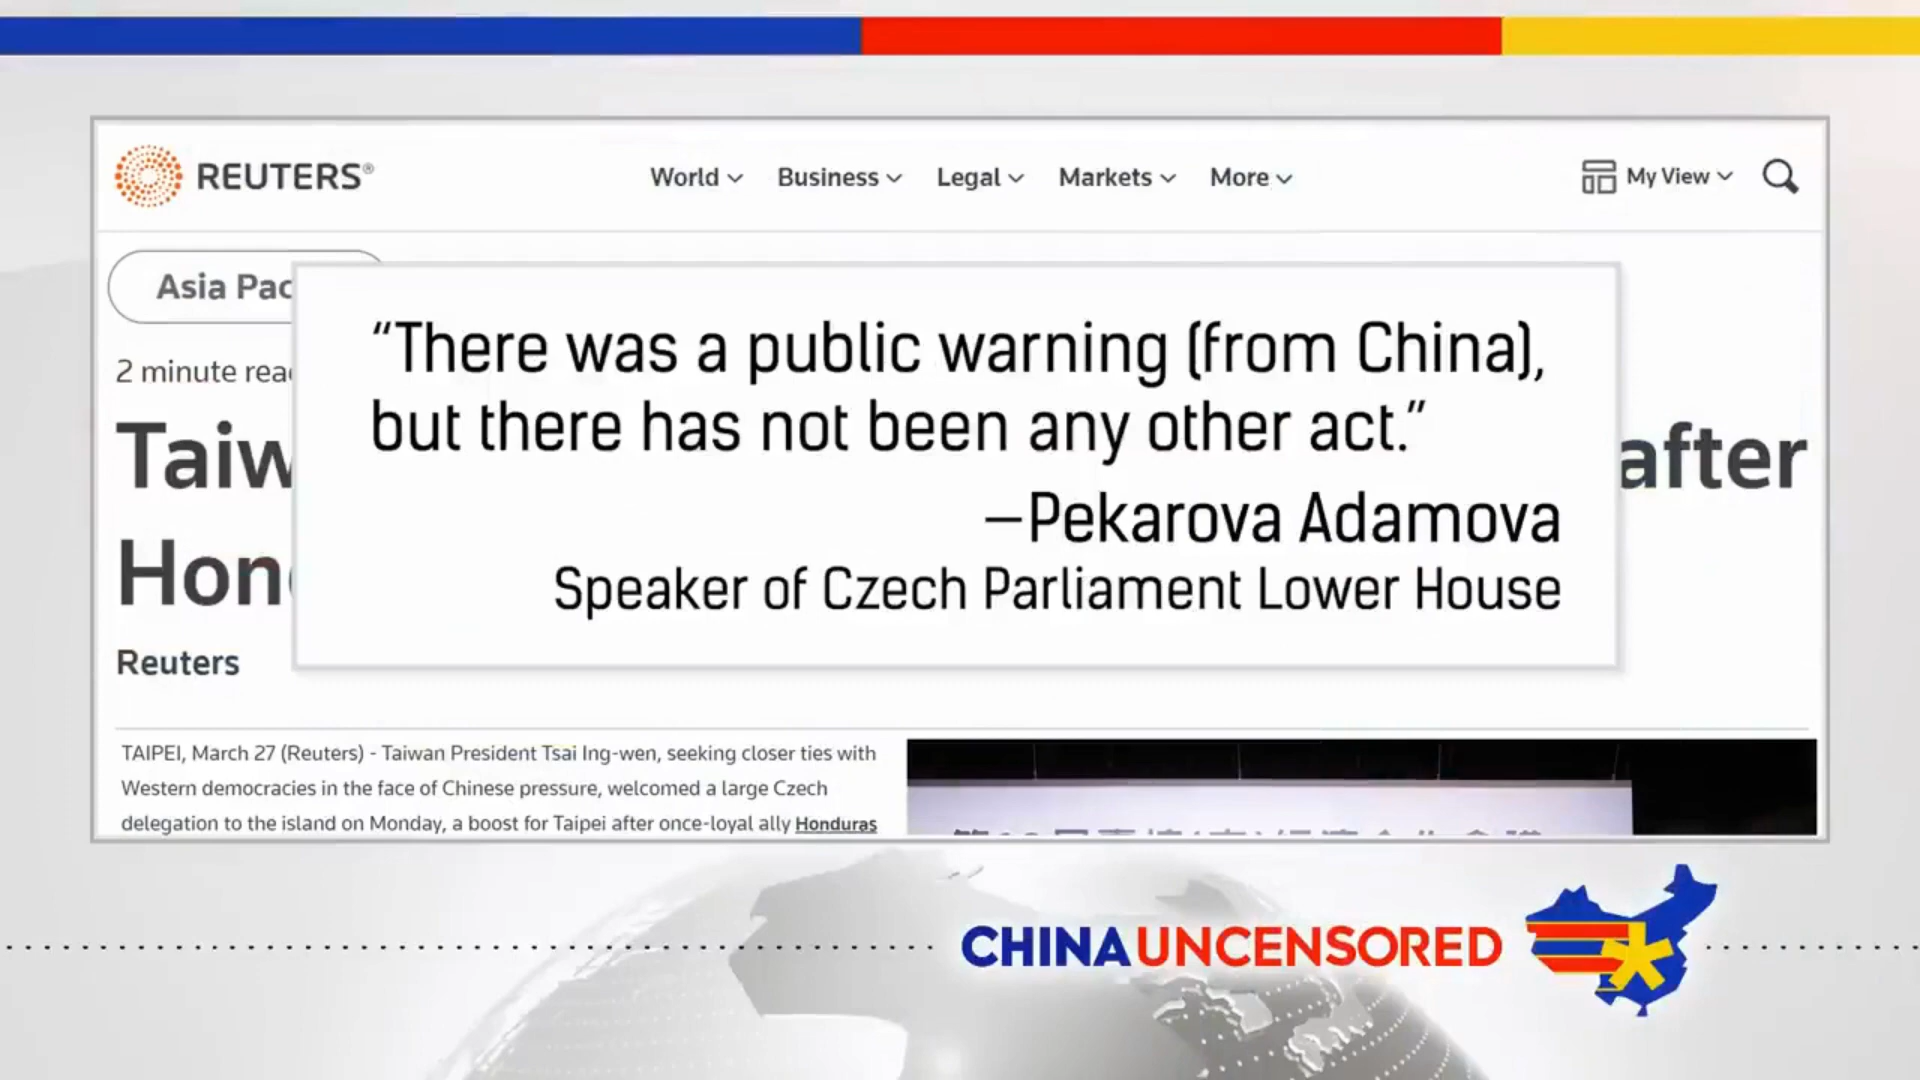 REUTERS®
World
Business
Legal
Markets
More
My View
Asia Pac
2 minute rea
“There was a public warning (from China),
but there has not been any other act.”
—Pekarova Adamova
Speaker of Czech Parliament Lower House
Taiw
after
Hon
Reuters
TAIPEI, March 27 (Reuters) - Taiwan President Tsai Ing-wen, seeking closer ties with
Western democracies in the face of Chinese pressure, welcomed a large Czech
delegation to the island on Monday, a boost for Taipei after once-loyal ally Honduras
CHINA UNCENSORED